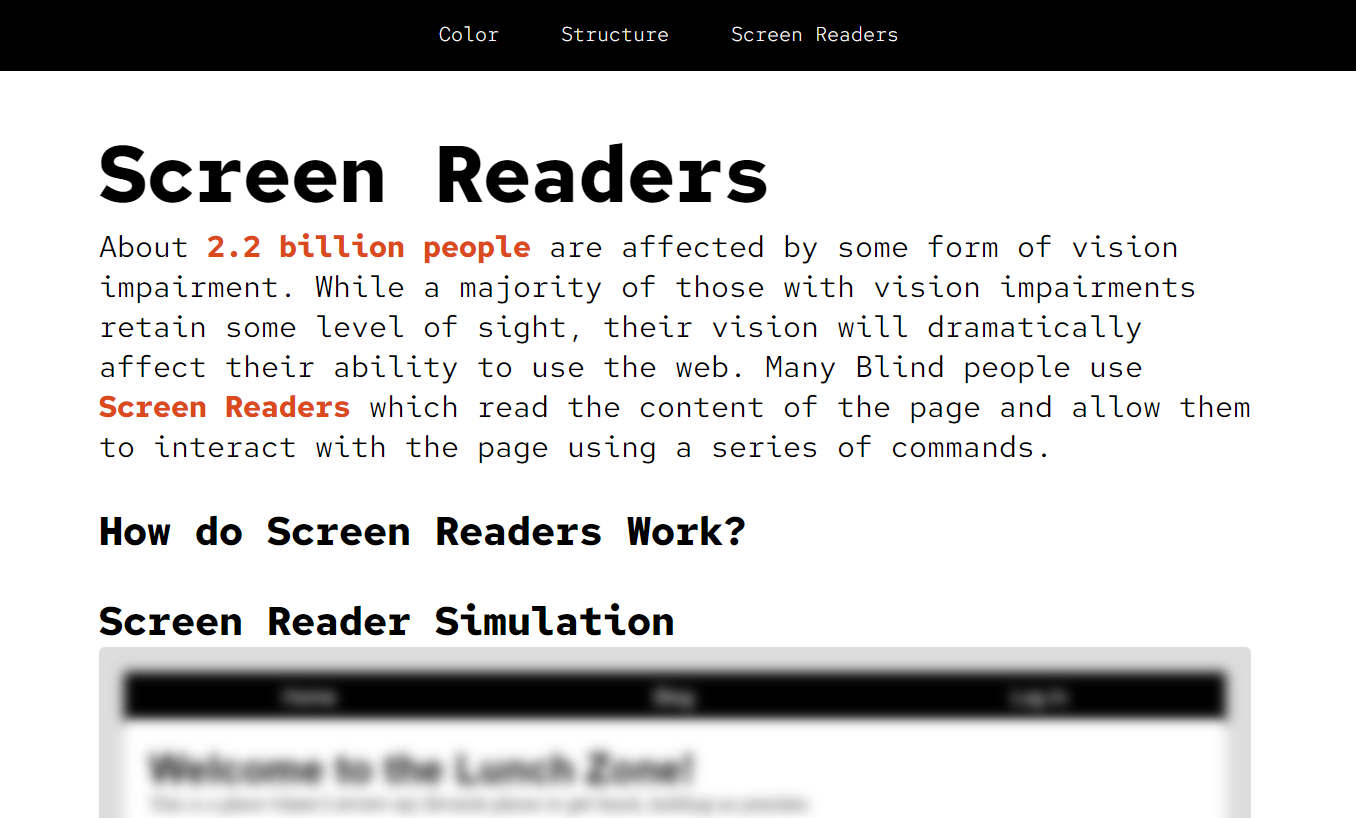 Color Structure Screen Readers
Screen Readers
About 2.2 billion people are affected by some form of vision
impairment. While a majority of those with vision impairments
retain some level of sight, their vision will dramatically
affect their ability to use the web. Many Blind people use
Screen Readers which read the content of the page and allow them
to interact with the page using a series of commands.
How do Screen Readers Work?
Screen Reader Simulation
Home Blog Log In
Welcome to the Lunch Zone!